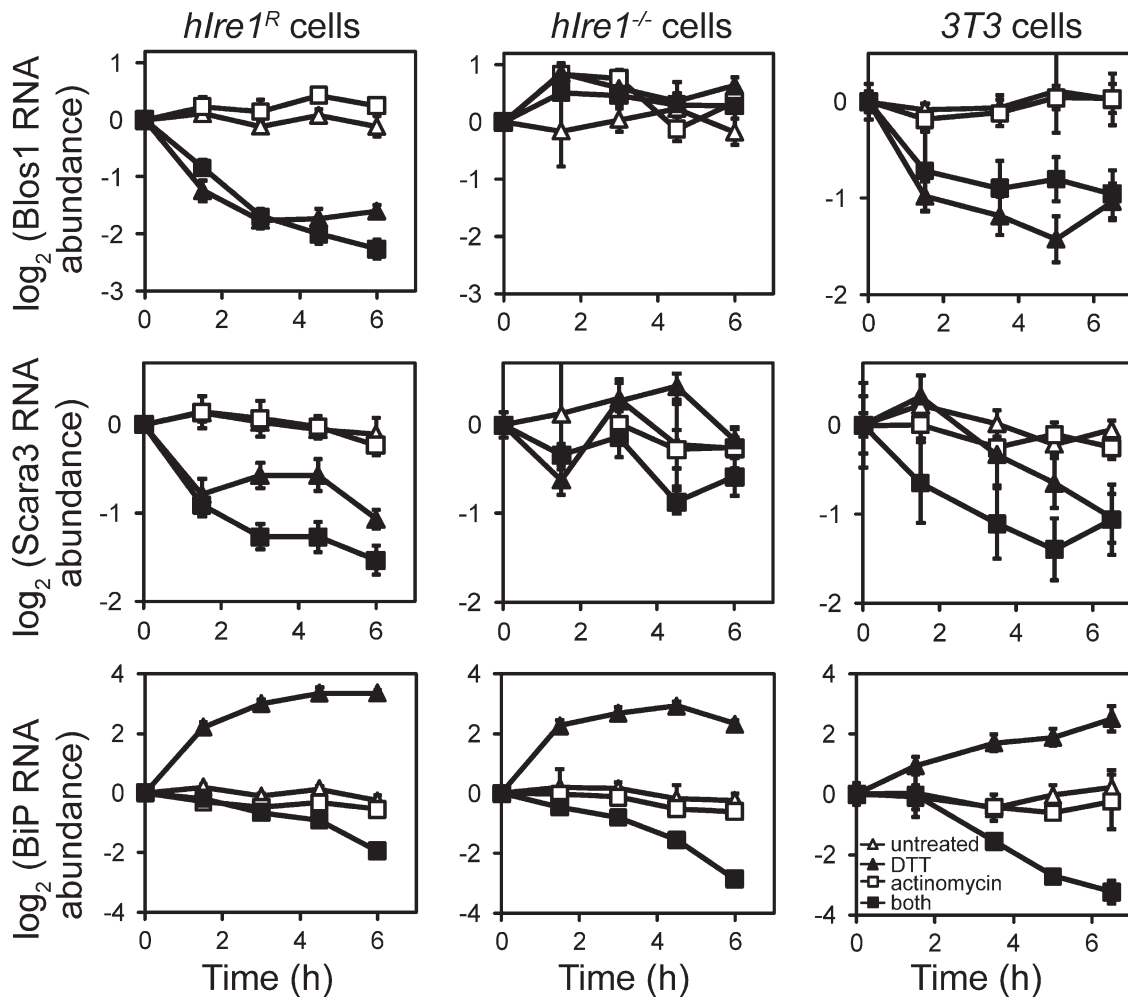 hIre1ᴿ cells hIre1⁻/⁻ cells 3T3 cells
log₂ (Blos1 RNA
abundance)
1
0
-1
-2
-3
0 2 4 6
1
0
-1
-2
-3
0 2 4 6
0
-1
-2
0 2 4 6
log₂ (Scara3 RNA
abundance)
0
-1
-2
0 2 4 6
0
-1
-2
0 2 4 6
0
-1
-2
0 2 4 6
log₂ (BiP RNA
abundance)
4
2
0
-2
-4
0 2 4 6
4
2
0
-2
-4
0 2 4 6
4
2
0
-2
-4
untreated
DTT
actinomycin
both
0 2 4 6
Time (h) Time (h) Time (h)